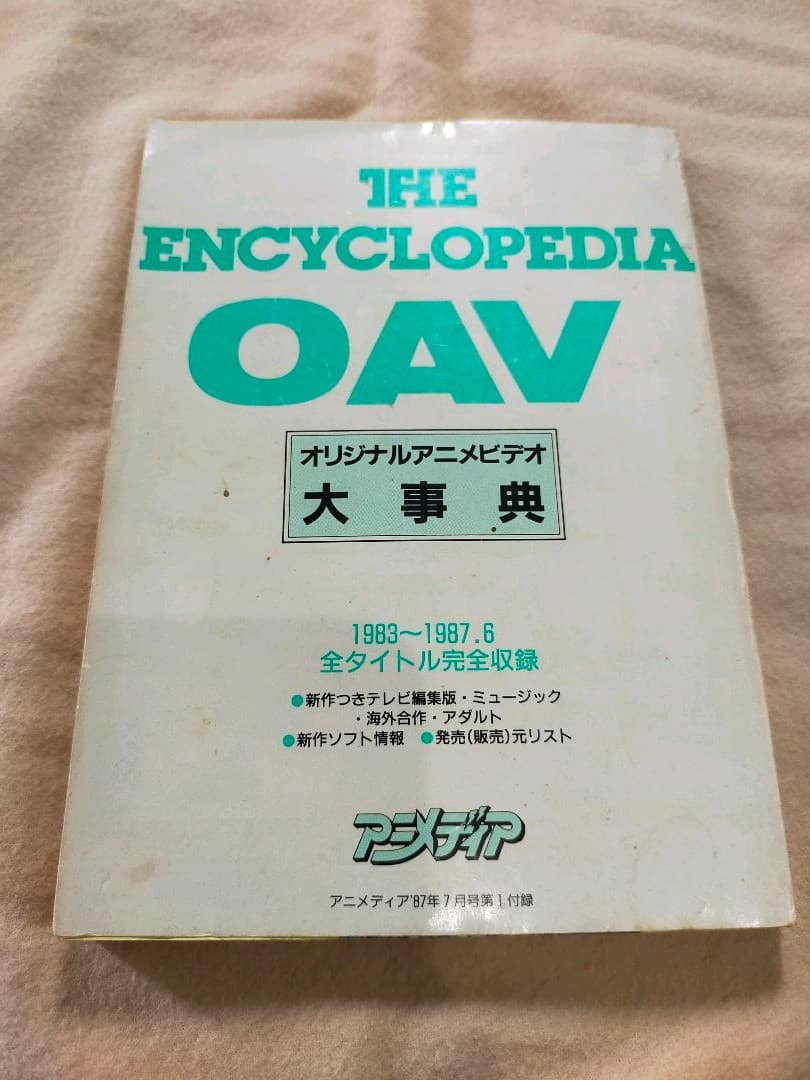 THE
ENCYCLOPEDIA
OAV
オリジナルアニメビデオ
大事典
1983〜1987.6
全タイトル完全収録
●新作つきテレビ編集版・ミュージック
・海外合作・アダルト
●新作ソフト情報 ●発売(販売)元リスト
アニメディア
アニメディア'87年7月号第1付録